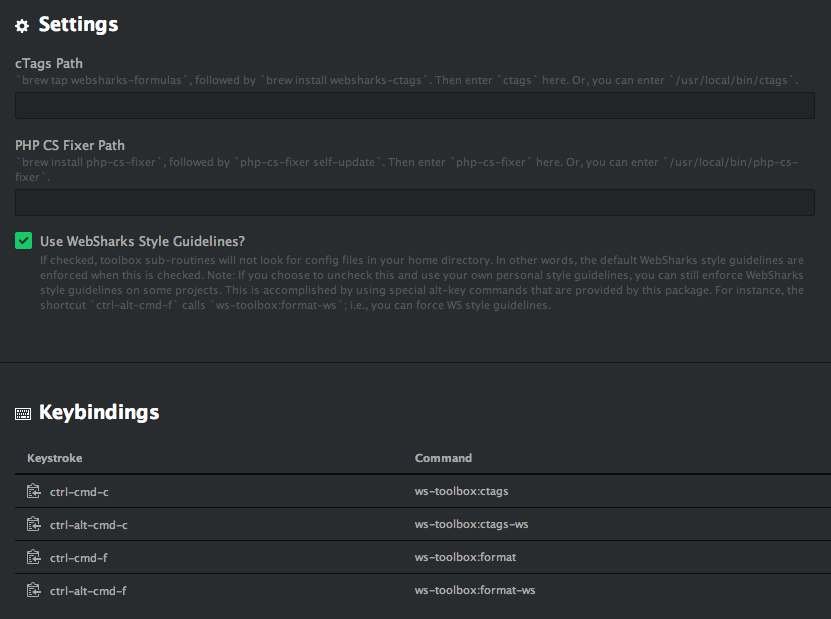 Settings
cTags Path
`brew tap websharks-formulas`, followed by `brew install websharks-ctags`. Then enter `ctags` here. Or, you can enter `/usr/local/bin/ctags`.
PHP CS Fixer Path
`brew install php-cs-fixer`, followed by `php-cs-fixer self-update`. Then enter `php-cs-fixer` here. Or, you can enter `/usr/local/bin/php-cs-
fixer`.
Use WebSharks Style Guidelines?
If checked, toolbox sub-routines will not look for config files in your home directory. In other words, the default WebSharks style guidelines are
enforced when this is checked. Note: If you choose to uncheck this and use your own personal style guidelines, you can still enforce WebSharks
style guidelines on some projects. This is accomplished by using special alt-key commands that are provided by this package. For instance, the
shortcut `ctrl-alt-cmd-f` calls `ws-toolbox:format-ws`; i.e., you can force WS style guidelines.
Keybindings
Keystroke Command
ctrl-cmd-c ws-toolbox:ctags
ctrl-alt-cmd-c ws-toolbox:ctags-ws
ctrl-cmd-f ws-toolbox:format
ctrl-alt-cmd-f ws-toolbox:format-ws